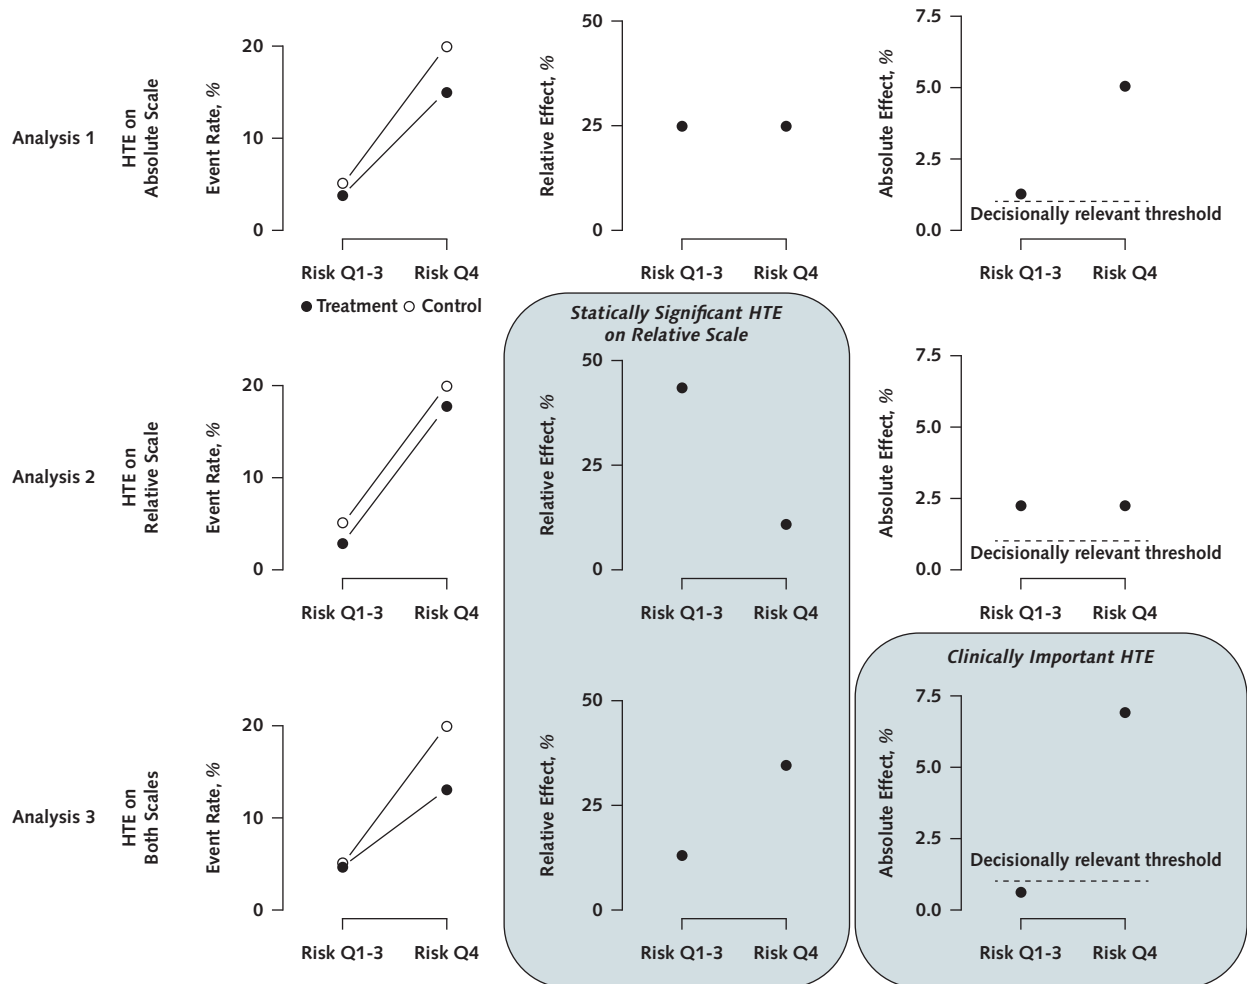 Analysis 1
HTE on
Absolute Scale
Event Rate, %
20
10
0
Risk Q1-3
Risk Q4
Treatment
Control
Relative Effect, %
50
25
0
Risk Q1-3
Risk Q4
Absolute Effect, %
7.5
5.0
2.5
0.0
Decisionally relevant threshold
Risk Q1-3
Risk Q4
Analysis 2
HTE on
Relative Scale
Event Rate, %
20
10
0
Risk Q1-3
Risk Q4
Statically Significant HTE
on Relative Scale
Relative Effect, %
50
25
0
Risk Q1-3
Risk Q4
Absolute Effect, %
7.5
5.0
2.5
0.0
Decisionally relevant threshold
Risk Q1-3
Risk Q4
Analysis 3
HTE on
Both Scales
Event Rate, %
20
10
0
Risk Q1-3
Risk Q4
Relative Effect, %
50
25
0
Risk Q1-3
Risk Q4
Clinically Important HTE
Absolute Effect, %
7.5
5.0
2.5
0.0
Decisionally relevant threshold
Risk Q1-3
Risk Q4